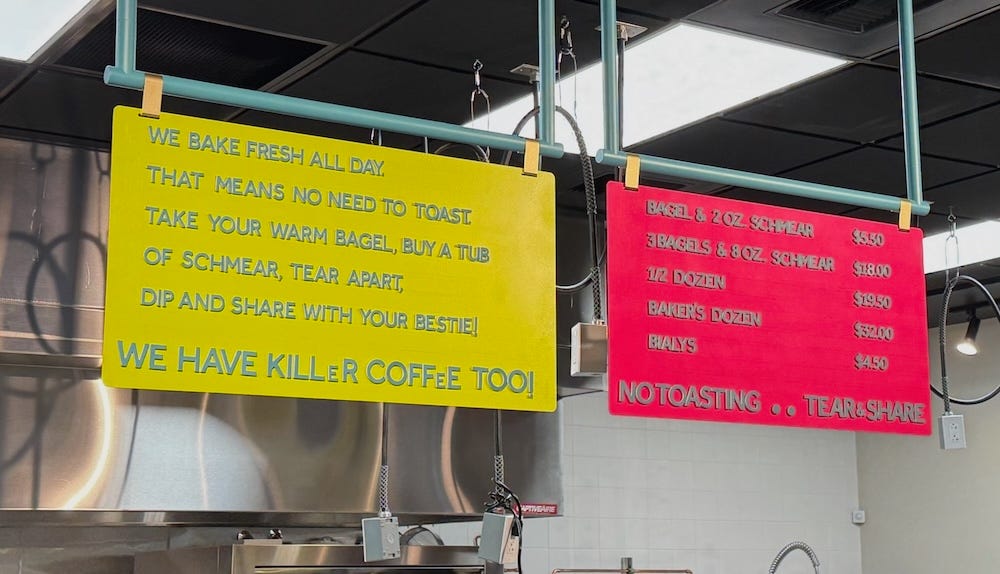 WE BAKE FRESH ALL DAY.
THAT MEANS NO NEED TO TOAST.
TAKE YOUR WARM BAGEL, BUY A TUB
OF SCHMEAR, TEAR APART,
DIP AND SHARE WITH YOUR BESTIE!
WE HAVE KILLER COFFEE TOO!
BAGEL & 2 OZ. SCHMEAR $5.50
3 BAGELS & 8 OZ. SCHMEAR $18.00
1/2 DOZEN $19.50
BAKER'S DOZEN $32.00
BIALYS $4.50
NO TOASTING .. TEAR & SHARE
CAPTIVEAIRE